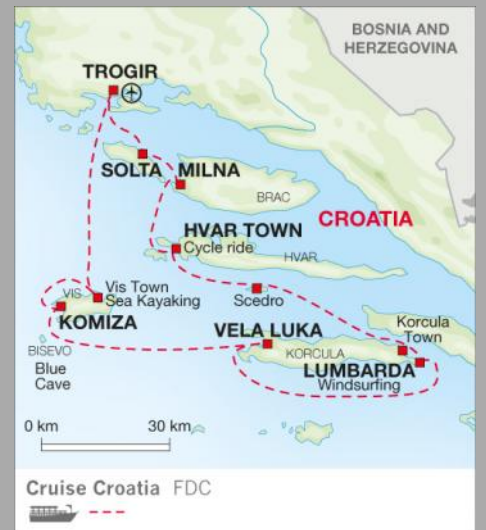 BOSNIA AND
HERZEGOVINA
TROGIR
SOLTA
MILNA
BRAC
CROATIA
HVAR TOWN
Cycle ride
HVAR
Vis Town
Sea Kayaking
VIS
KOMIZA
Scedro
BISEVO
Blue
Cave
VELA LUKA
KORCULA
Korcula
Town
LUMBARDA
Windsurfing
0 km
30 km
Cruise Croatia FDC